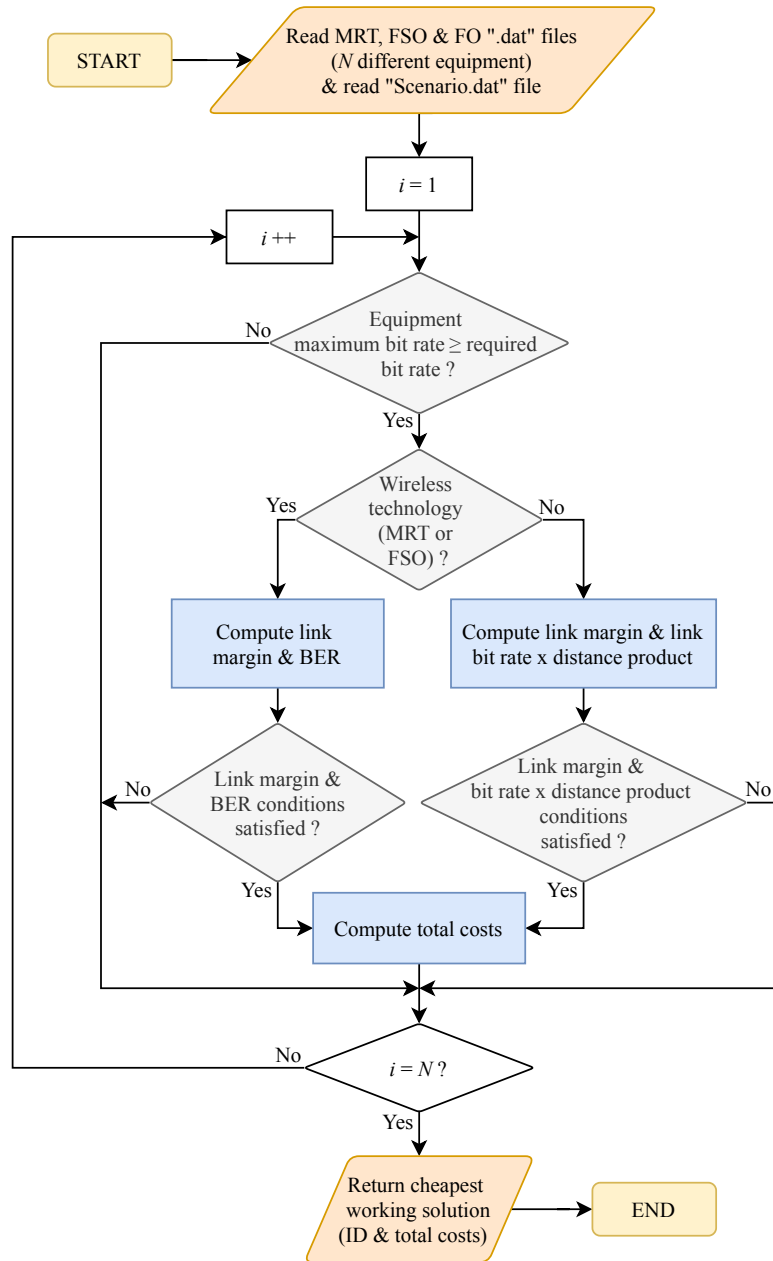 START
Read MRT, FSO & FO ".dat" files
(N different equipment)
& read "Scenario.dat" file
i = 1
i ++
Equipment
maximum bit rate ≥ required
bit rate ?
No
Yes
Wireless
technology
(MRT or
FSO) ?
Yes
No
Compute link
margin & BER
Compute link margin & link
bit rate x distance product
Link margin &
BER conditions
satisfied ?
No
Yes
Link margin &
bit rate x distance product
conditions
satisfied ?
No
Yes
Compute total costs
i = N ?
No
Yes
Return cheapest
working solution
(ID & total costs)
END